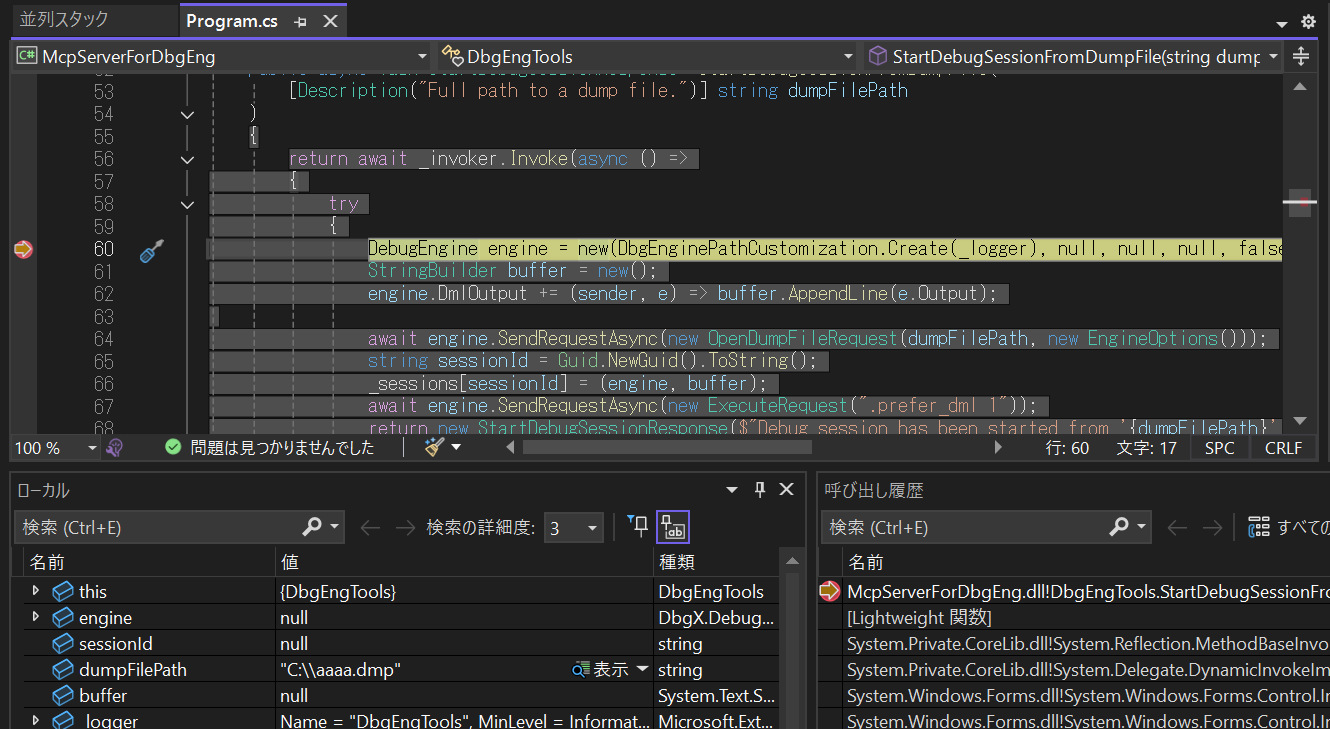 並列スタック
Program.cs
C# McpServerForDbgEng
DbgEngTools
StartDebugSessionFromDumpFile(string dump
53 [Description("Full path to a dump file.")] string dumpFilePath
54 )
55 {
56 return await _invoker.Invoke(async () =>
57 {
58 try
59 {
60 DebugEngine engine = new(DbgEnginePathCustomization.Create(_logger), null, null, null, false
61 StringBuilder buffer = new();
62 engine.DmlOutput += (sender, e) => buffer.AppendLine(e.Output);
63
64 await engine.SendRequestAsync(new OpenDumpFileRequest(dumpFilePath, new EngineOptions()));
65 string sessionId = Guid.NewGuid().ToString();
66 _sessions[sessionId] = (engine, buffer);
67 await engine.SendRequestAsync(new ExecuteRequest(".prefer_dml 1"));
68 return new StartDebugSessionResponse($"Debug session has been started from '{dumpFilePath}'
100 %
問題は見つかりませんでした
行: 60
文字: 17
SPC
CRLF
ローカル
検索 (Ctrl+E)
検索の詳細度: 3
名前 値 種類
this {DbgEngTools} DbgEngTools
engine null DbgX.Debug...
sessionId null string
dumpFilePath "C:\\aaaa.dmp" 表示 string
buffer null System.Text.S...
_logger Name = "DbgEngTools", MinLevel = Informat... Microsoft.Ext...
呼び出し履歴
検索 (Ctrl+E)
すべての
名前
McpServerForDbgEng.dll!DbgEngTools.StartDebugSessionFro
[Lightweight 関数]
System.Private.CoreLib.dll!System.Reflection.MethodBaseInvo
System.Private.CoreLib.dll!System.Delegate.DynamicInvokeIm
System.Windows.Forms.dll!System.Windows.Forms.Control.In
System.Windows.Forms.dll!System.Windows.Forms.Control.In